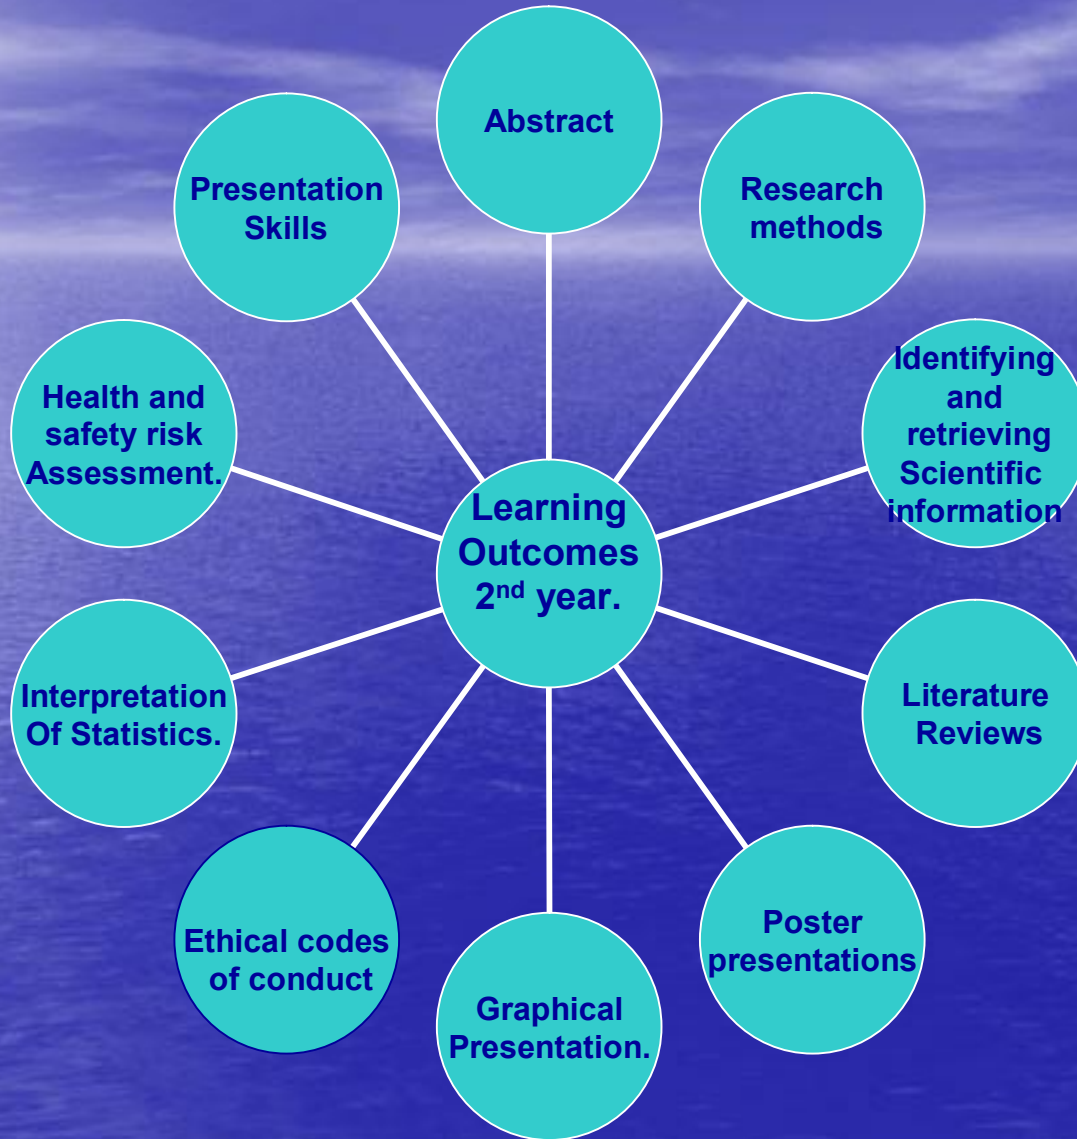 Abstract
Research
methods
Identifying
and
retrieving
Scientific
information
Literature
Reviews
Poster
presentations
Graphical
Presentation.
Ethical codes
of conduct
Interpretation
Of Statistics.
Health and
safety risk
Assessment.
Presentation
Skills
Learning
Outcomes
2nd year.